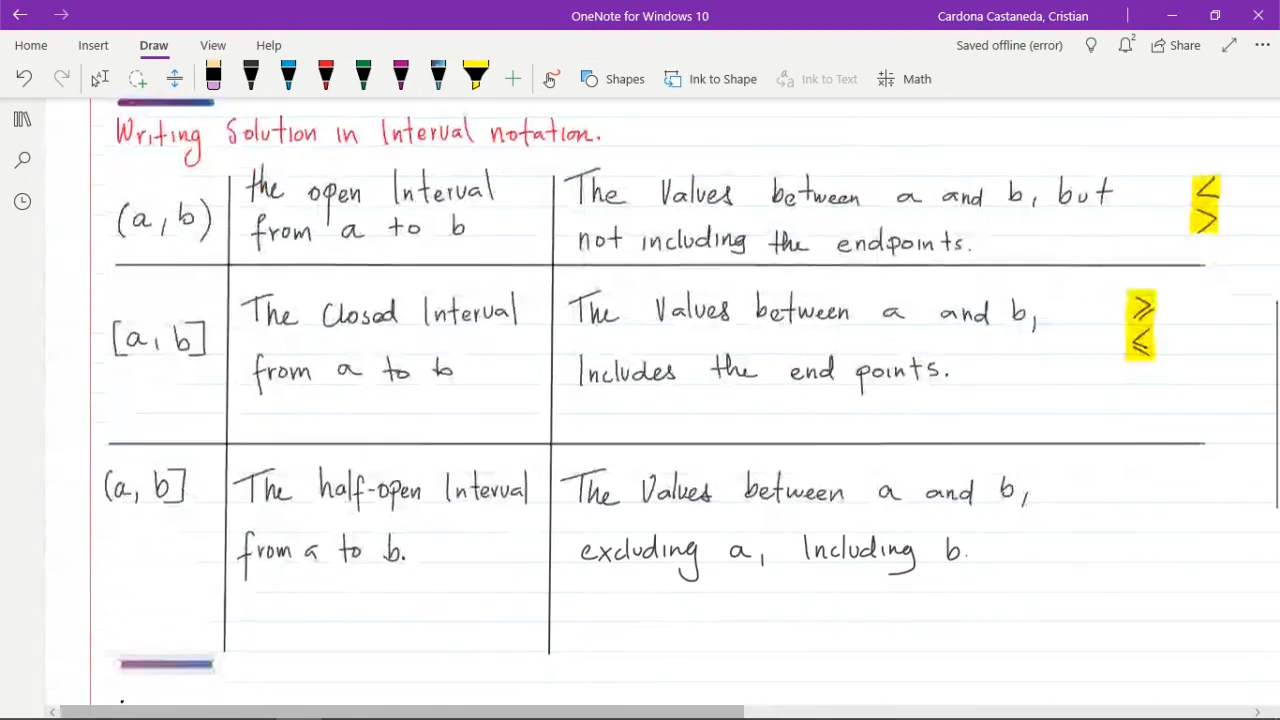 OneNote for Windows 10
Cardona Castaneda, Cristian
Home Insert Draw View Help
Saved offline (error)
Share
Shapes
Ink to Shape
Ink to Text
Math
Writing Solution in Interval notation.
(a, b)
the open Interval
from a to b
The Values between a and b, but
not including the endpoints.
<
>
[a, b]
The Closed Interval
from a to b
The Values between a and b,
Includes the end points.
⩾
⩽
(a, b]
The half-open Interval
from a to b.
The Values between a and b,
excluding a, Including b.